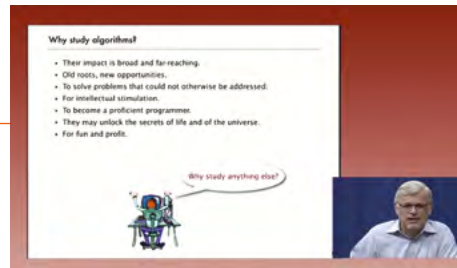 Why study algorithms?
• Their impact is broad and far-reaching.
• Old roots, new opportunities.
• To solve problems that could not otherwise be addressed.
• For intellectual stimulation.
• To become a proficient programmer.
• They may unlock the secrets of life and of the universe.
• For fun and profit.
Why study anything else?